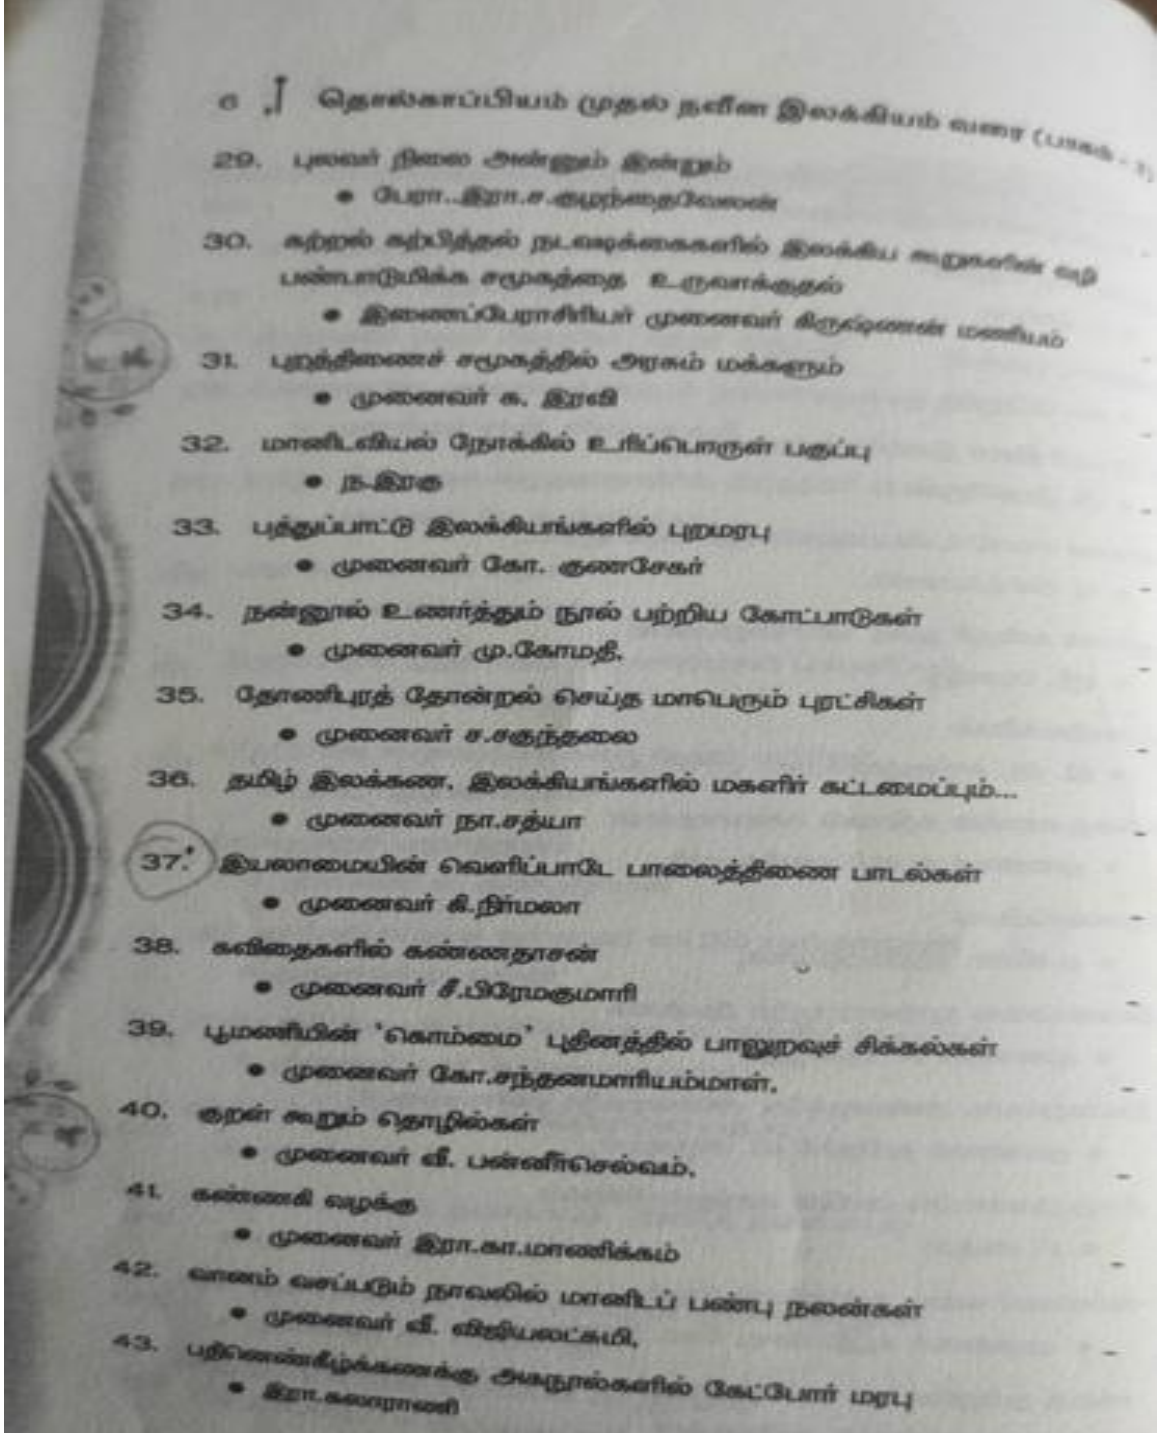 6 தொல்காப்பியம் முதல் நவீன இலக்கியம் வரை (பாகம் -
29. புலவர் நிலை அன்னும் இன்றும்
• பேரா..இரா.ச.குழந்தைவேலன்
30. கற்றல் கற்பித்தல் நடவடிக்கைகளில் இலக்கிய கூறுகளின் வழி
பண்பாடுமிக்க சமூகத்தை உருவாக்குதல்
• இணைப்பேராசிரியர் முனைவர் கிருஷ்ணன் மணியம்
31. புறத்திணைச் சமூகத்தில் அரசும் மக்களும்
• முனைவர் க. இரவி
32. மானிடவியல் நோக்கில் உரிப்பொருள் பகுப்பு
• ந.இரகு
33. பத்துப்பாட்டு இலக்கியங்களில் புறமரபு
• முனைவர் கோ. குணசேகர்
34. நன்னூல் உணர்த்தும் நூல் பற்றிய கோட்பாடுகள்
• முனைவர் மு.கோமதி.
35. தோணிபுரத் தோன்றல் செய்த மாபெரும் புரட்சிகள்
• முனைவர் ச.சகுந்தலை
36. தமிழ் இலக்கண, இலக்கியங்களில் மகளிர் கட்டமைப்பும்...
• முனைவர் நா.சத்யா
37. இயலாமையின் வெளிப்பாடே பாலைத்திணை பாடல்கள்
• முனைவர் கி.நிர்மலா
38. கவிதைகளில் கண்ணதாசன்
• முனைவர் சீ.பிரேமகுமாரி
39. பூமணியின் 'கொம்மை' புதினத்தில் பாலுறவுச் சிக்கல்கள்
• முனைவர் கோ.சந்தனமாரியம்மாள்.
40. குறள் கூறும் தொழில்கள்
• முனைவர் வீ. பன்னீர்செல்வம்.
41. கண்ணகி வழக்கு
• முனைவர் இரா.கா.மாணிக்கம்
42. வானம் வசப்படும் நாவலில் மானிடப் பண்பு நலன்கள்
• முனைவர் வீ. விஜியலட்சுமி.
43. பதினெண்கீழ்க்கணக்கு அகநூல்களில் கேட்போர் மரபு
• இரா.கலாராணி